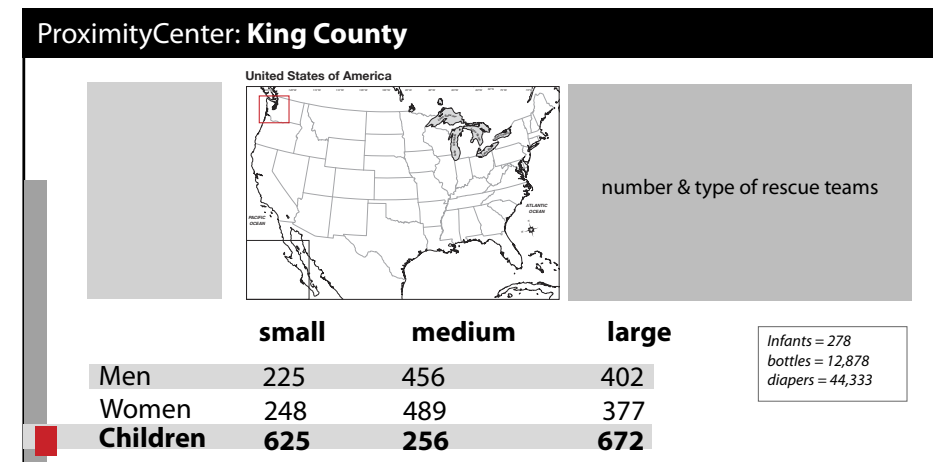 ProximityCenter: King County
United States of America
PACIFIC
OCEAN
ATLANTIC
OCEAN
number & type of rescue teams
small medium large
Men 225 456 402
Women 248 489 377
Children 625 256 672
Infants = 278
bottles = 12,878
diapers = 44,333